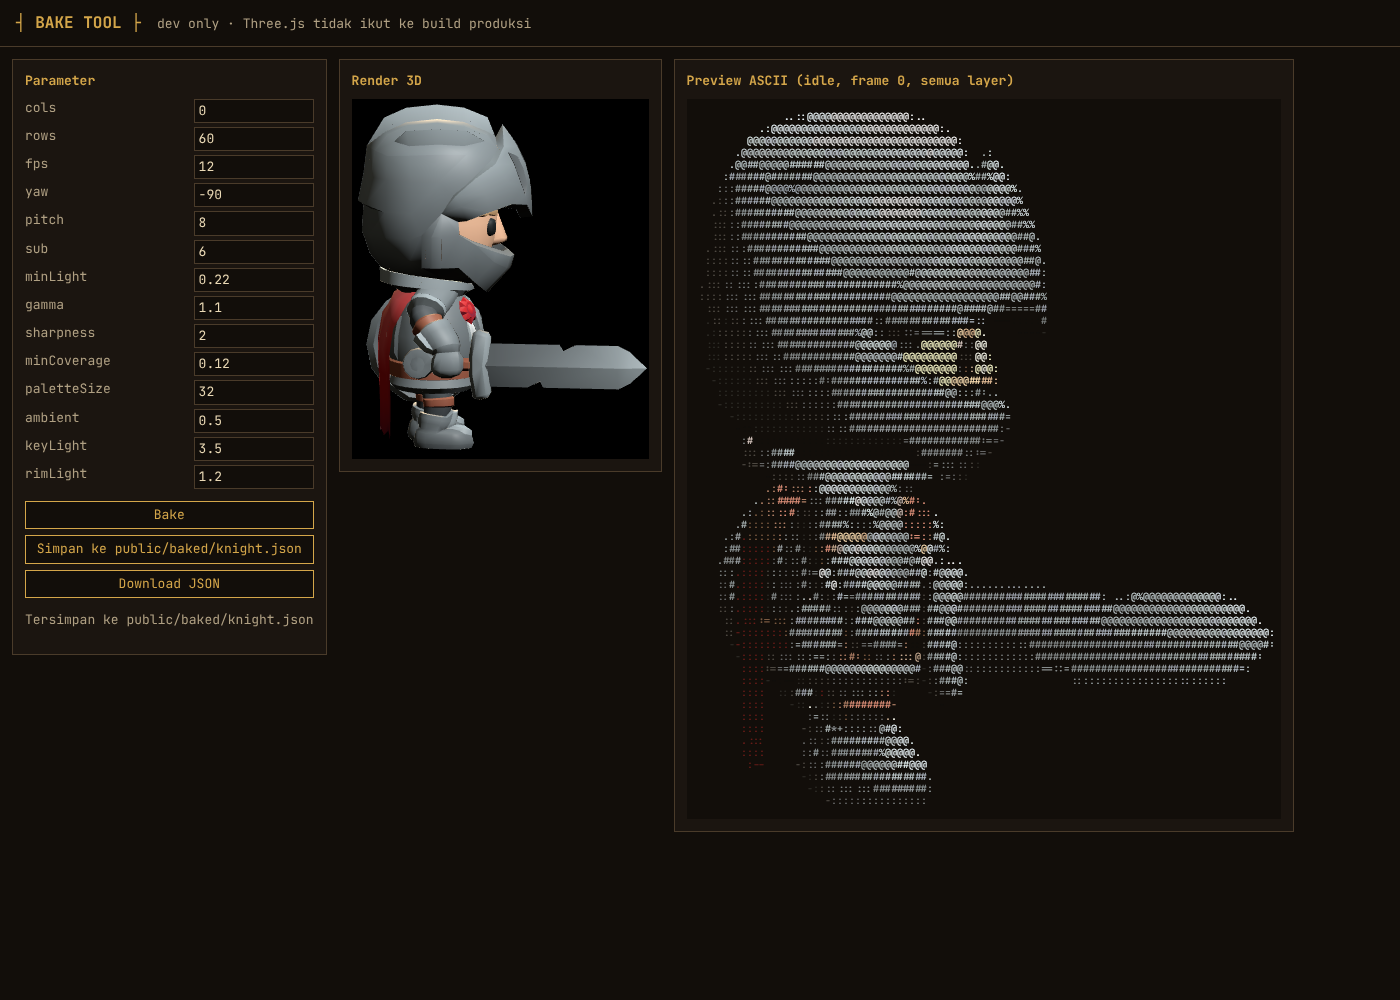 ┤ BAKE TOOL ├ dev only · Three.js tidak ikut ke build produksi
Parameter
cols 0
rows 60
fps 12
yaw -90
pitch 8
sub 6
minLight 0.22
gamma 1.1
sharpness 2
minCoverage 0.12
paletteSize 32
ambient 0.5
keyLight 3.5
rimLight 1.2
Bake
Simpan ke public/baked/knight.json
Download JSON
Tersimpan ke public/baked/knight.json
Render 3D
Preview ASCII (idle, frame 0, semua layer)